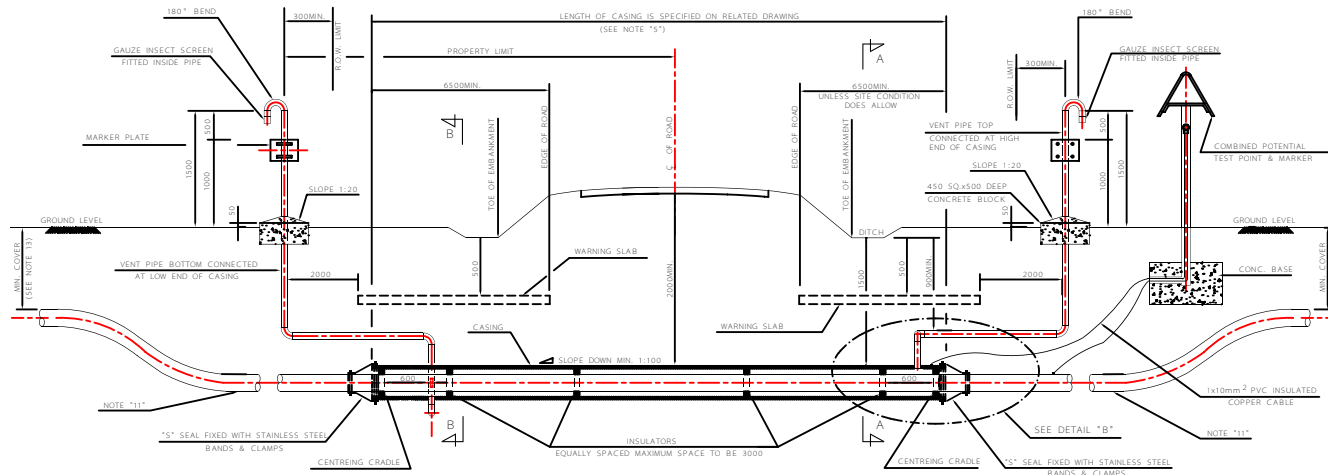 180° BEND
300MIN.
R.O.W. LIMIT
LENGTH OF CASING IS SPECIFIED ON RELATED DRAWING
(SEE NOTE "5")
PROPERTY LIMIT
A
180° BEND
GAUZE INSECT SCREEN
FITTED INSIDE PIPE
GAUZE INSECT SCREEN
FITTED INSIDE PIPE
R.O.W. LIMIT
300MIN.
6500MIN.
6500MIN.
UNLESS SITE CONDITION
DOES ALLOW
MARKER PLATE
500
1500
1000
B
TOE OF EMBANKMENT
EDGE OF ROAD
C OF ROAD
EDGE OF ROAD
TOE OF EMBANKMENT
VENT PIPE TOP
CONNECTED AT HIGH
END OF CASING
500
1000
1500
COMBINED POTENTIAL
TEST POINT & MARKER
SLOPE 1:20
SLOPE 1:20
450 SQ.x500 DEEP
CONCRETE BLOCK
50
50
GROUND LEVEL
GROUND LEVEL
DITCH
MIN. COVER
(SEE NOTE 13)
VENT PIPE BOTTOM CONNECTED
AT LOW END OF CASING
2000
500
WARNING SLAB
2000MIN.
1500
500
900MIN.
2000
CONC. BASE
MIN. COVER
WARNING SLAB
CASING
SLOPE DOWN MIN. 1:100
600
600
NOTE "11"
1x10mm² PVC INSULATED
COPPER CABLE
"S" SEAL FIXED WITH STAINLESS STEEL
BANDS & CLAMPS
B
INSULATORS
EQUALLY SPACED MAXIMUM SPACE TO BE 3000
A
SEE DETAIL "B"
NOTE "11"
CENTREING CRADLE
CENTREING CRADLE
"S" SEAL FIXED WITH STAINLESS STEEL
BANDS & CLAMPS